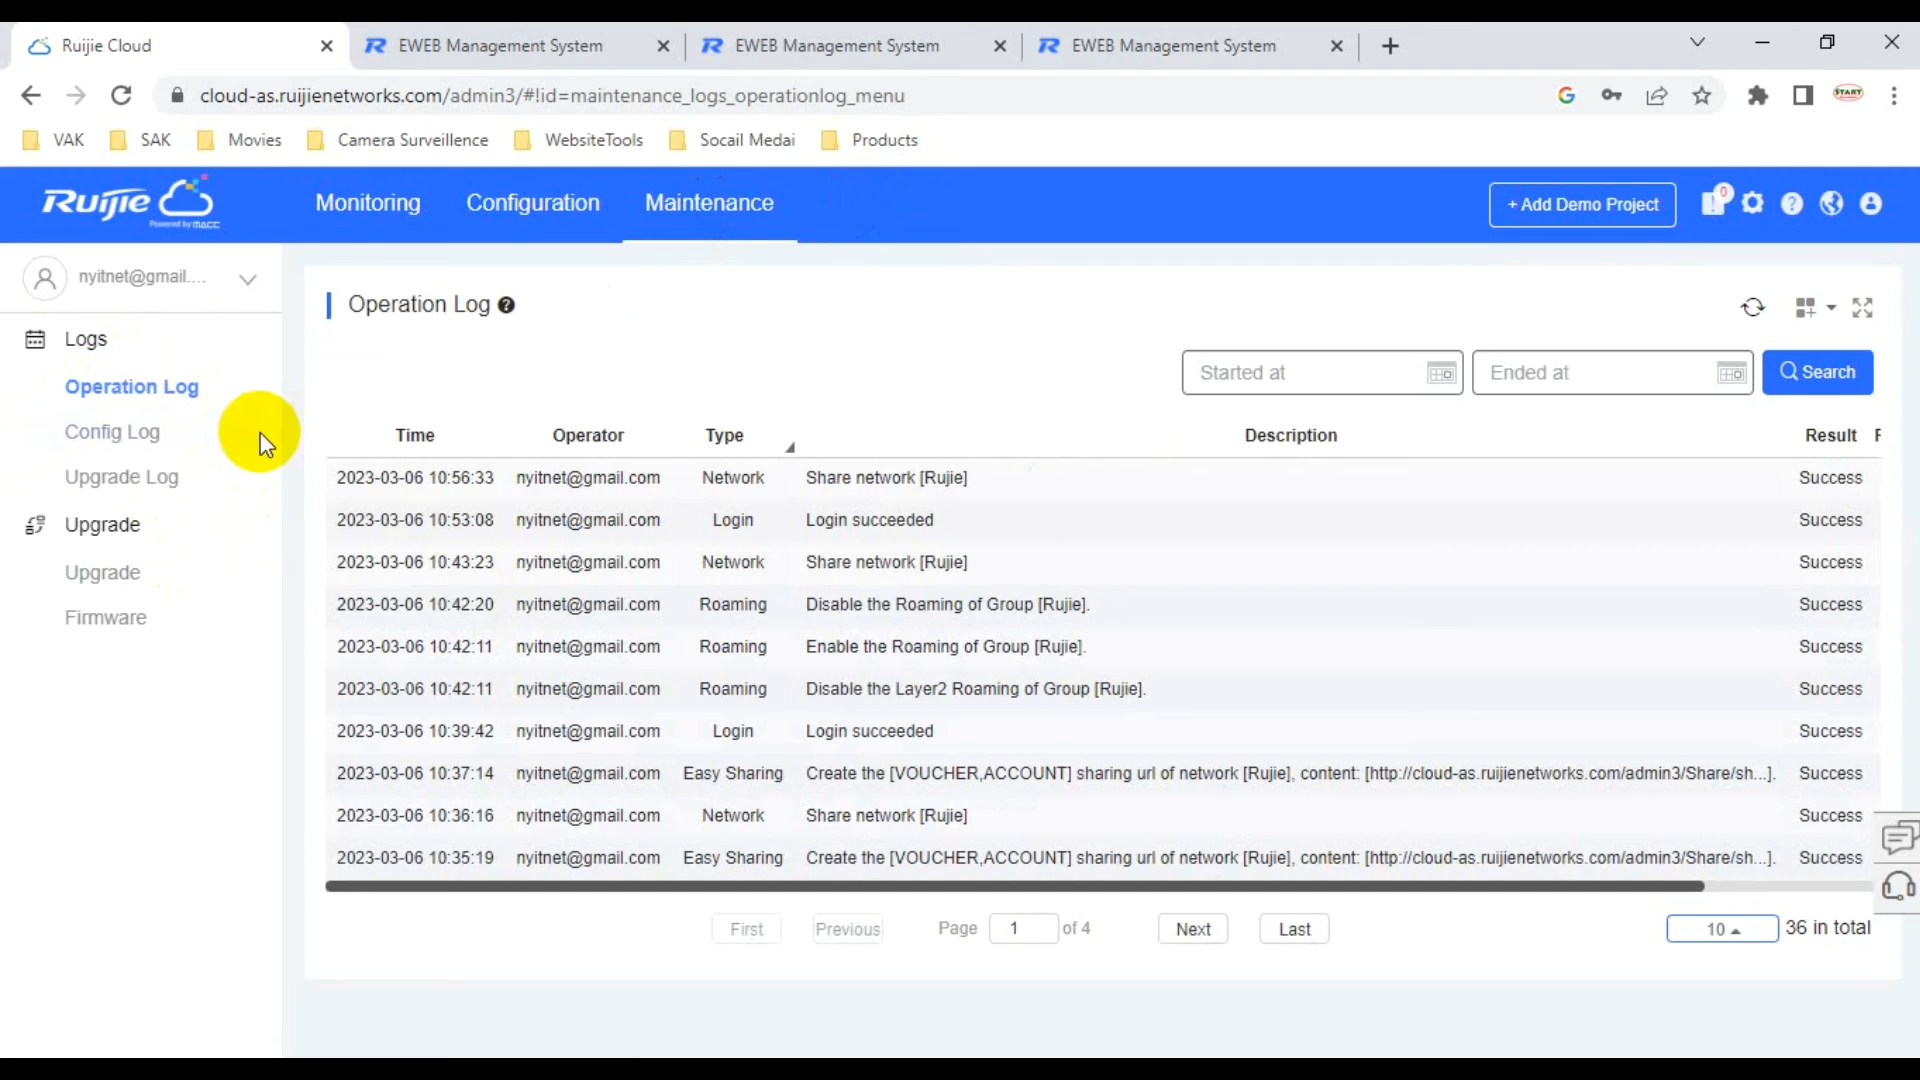 Ruijie Cloud
EWEB Management System
EWEB Management System
EWEB Management System
cloud-as.ruijienetworks.com/admin3/#!id=maintenance_logs_operationlog_menu
START
VAK
SAK
Movies
Camera Surveillence
WebsiteTools
Socail Medai
Products
Ruijie
Powered by MACC
Monitoring
Configuration
Maintenance
+ Add Demo Project
0
nyitnet@gmail....
Logs
Operation Log
Config Log
Upgrade Log
Upgrade
Upgrade
Firmware
Operation Log
Started at
Ended at
Search
Time Operator Type Description Result
2023-03-06 10:56:33 nyitnet@gmail.com Network Share network [Rujie] Success
2023-03-06 10:53:08 nyitnet@gmail.com Login Login succeeded Success
2023-03-06 10:43:23 nyitnet@gmail.com Network Share network [Rujie] Success
2023-03-06 10:42:20 nyitnet@gmail.com Roaming Disable the Roaming of Group [Rujie]. Success
2023-03-06 10:42:11 nyitnet@gmail.com Roaming Enable the Roaming of Group [Rujie]. Success
2023-03-06 10:42:11 nyitnet@gmail.com Roaming Disable the Layer2 Roaming of Group [Rujie]. Success
2023-03-06 10:39:42 nyitnet@gmail.com Login Login succeeded Success
2023-03-06 10:37:14 nyitnet@gmail.com Easy Sharing Create the [VOUCHER,ACCOUNT] sharing url of network [Rujie], content: [http://cloud-as.ruijienetworks.com/admin3/Share/sh...]. Success
2023-03-06 10:36:16 nyitnet@gmail.com Network Share network [Rujie] Success
2023-03-06 10:35:19 nyitnet@gmail.com Easy Sharing Create the [VOUCHER,ACCOUNT] sharing url of network [Rujie], content: [http://cloud-as.ruijienetworks.com/admin3/Share/sh...]. Success
First Previous Page 1 of 4 Next Last 10 36 in total